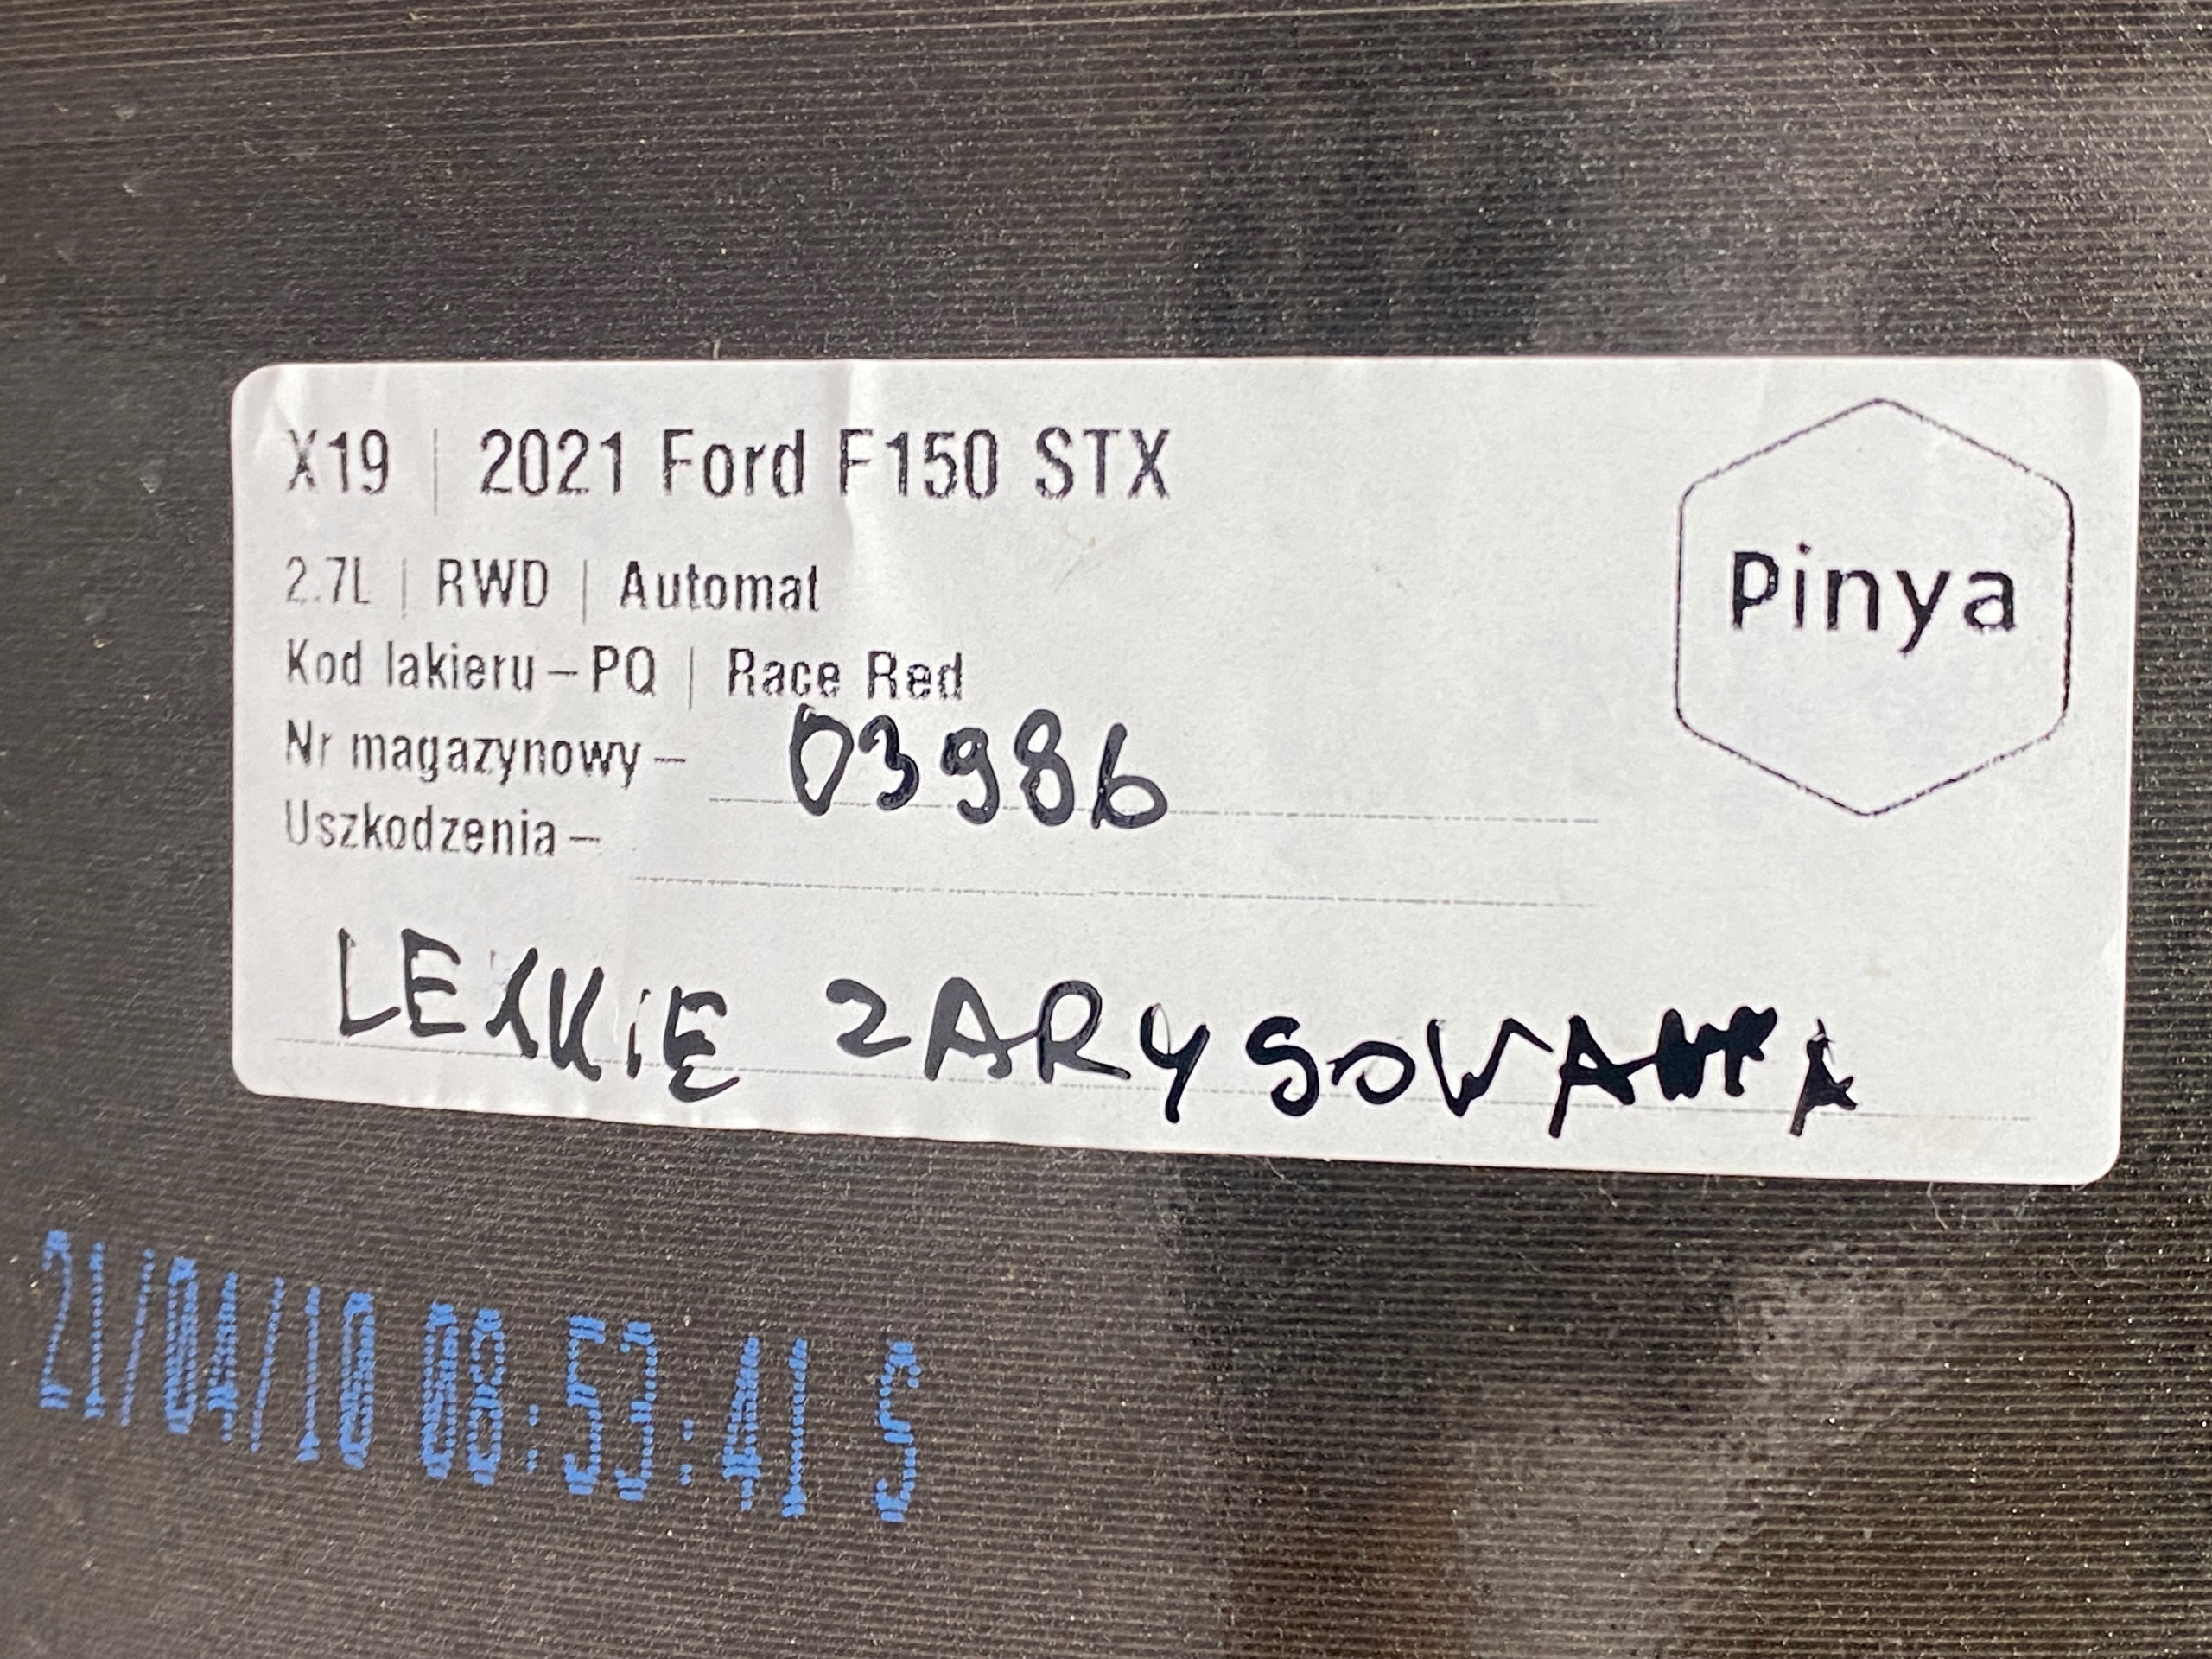 X19 | 2021 Ford F150 STX
Pinya
2.7L | RWD | Automat
Kod lakieru – PQ | Race Red
Nr magazynowy – 03986
Uszkodzenia –
LEKKIE ZARYSOWANIA
21/04/10 08:53:41 S